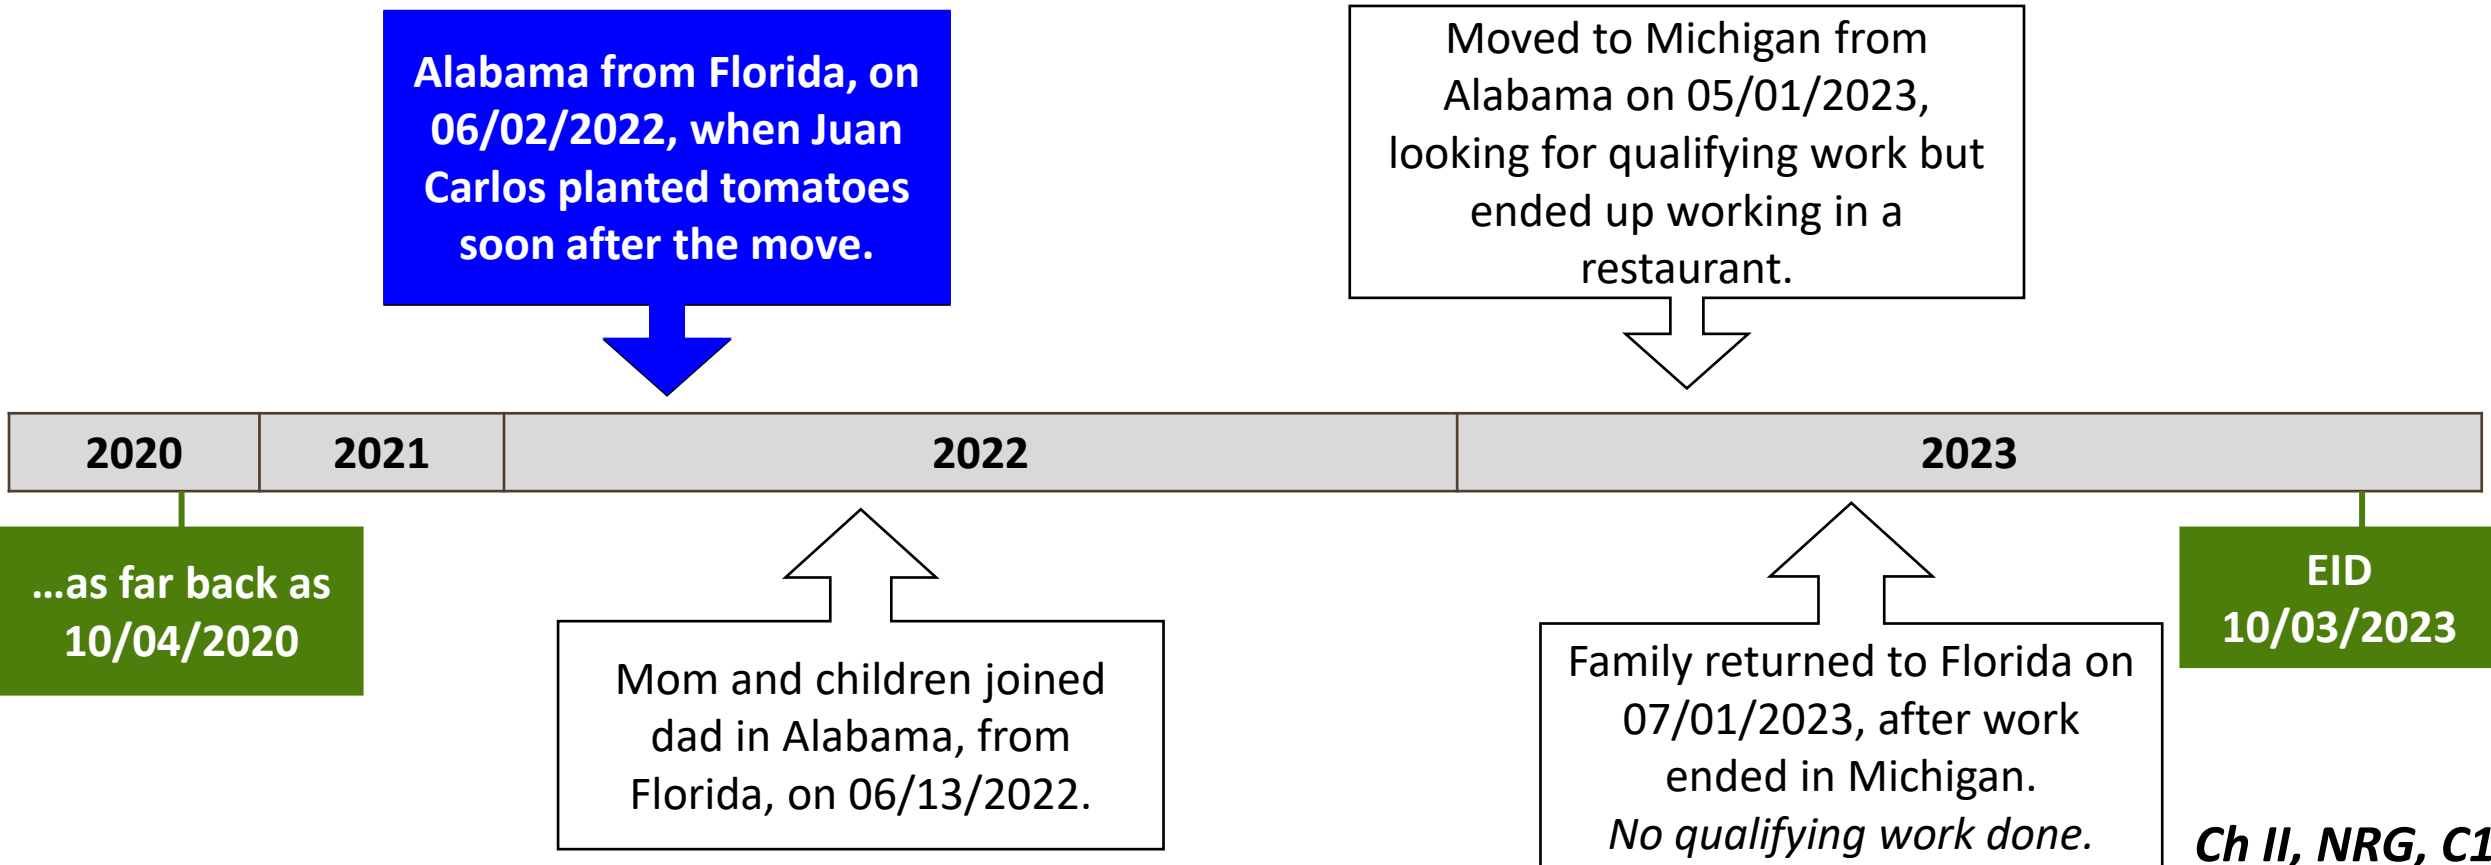 Alabama from Florida, on
06/02/2022, when Juan
Carlos planted tomatoes
soon after the move.
Moved to Michigan from
Alabama on 05/01/2023,
looking for qualifying work but
ended up working in a
restaurant.
2020
2021
2022
2023
...as far back as
10/04/2020
Mom and children joined
dad in Alabama, from
Florida, on 06/13/2022.
Family returned to Florida on
07/01/2023, after work
ended in Michigan.
No qualifying work done.
EID
10/03/2023
Ch II, NRG, C1